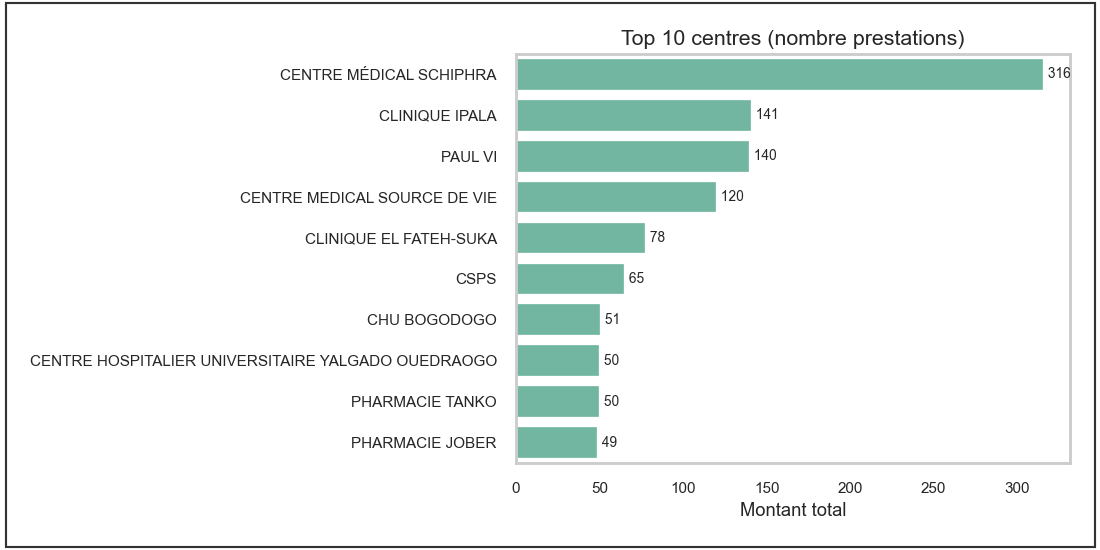 Top 10 centres (nombre prestations)
CENTRE MÉDICAL SCHIPHRA 316
CLINIQUE IPALA 141
PAUL VI 140
CENTRE MEDICAL SOURCE DE VIE 120
CLINIQUE EL FATEH-SUKA 78
CSPS 65
CHU BOGODOGO 51
CENTRE HOSPITALIER UNIVERSITAIRE YALGADO OUEDRAOGO 50
PHARMACIE TANKO 50
PHARMACIE JOBER 49
0 50 100 150 200 250 300
Montant total